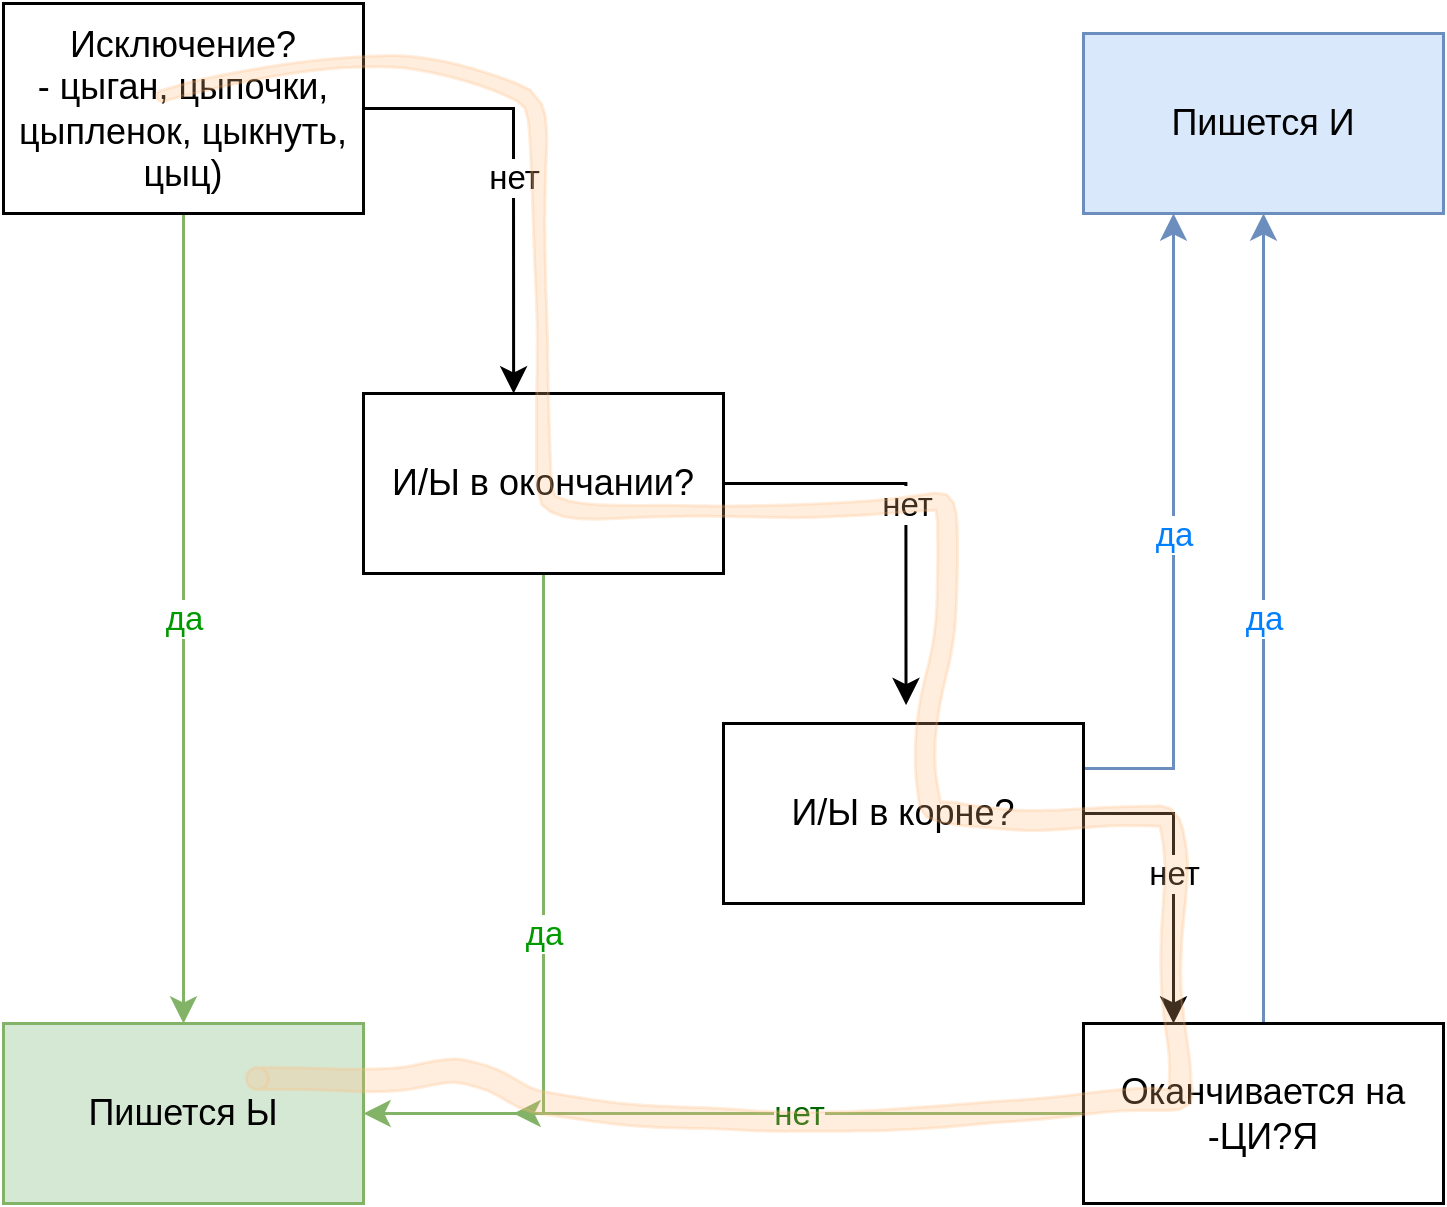 Исключение?
- цыган, цыпочки,
цыпленок, цыкнуть,
цыц)
Пишется И
нет
И/Ы в окончании?
нет
да
да
да
И/Ы в корне?
нет
да
Пишется Ы
нет
Оканчивается на
-ЦИ?Я